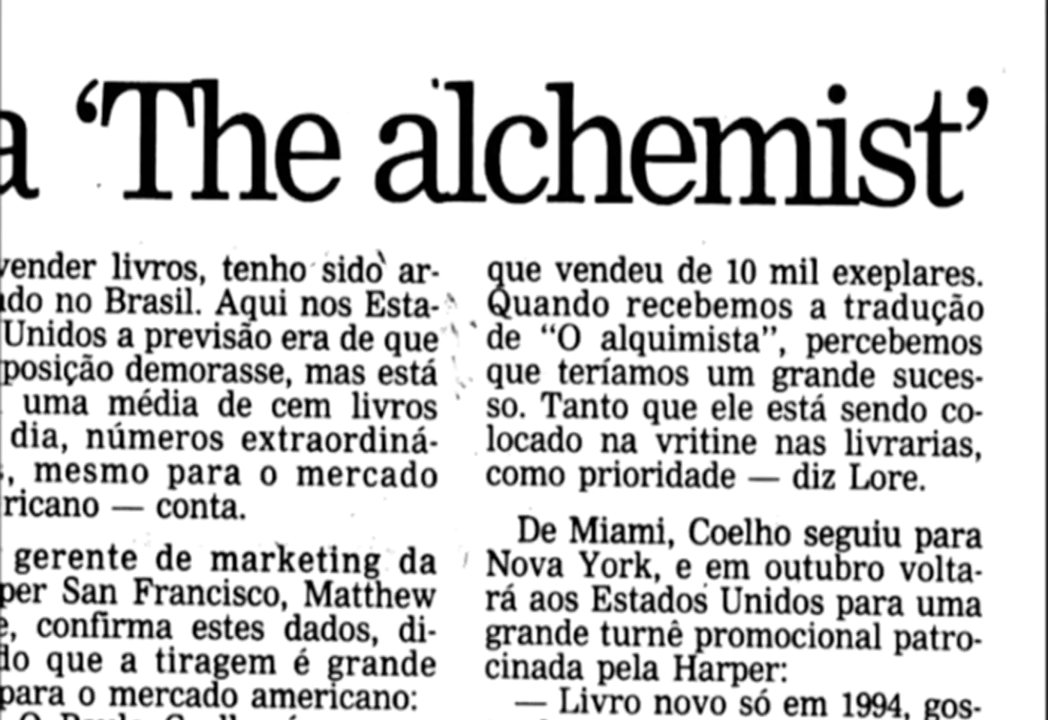 a ‘The alchemist’
vender livros, tenho sido ar-
do no Brasil. Aqui nos Esta-
Unidos a previsão era de que
posição demorasse, mas está
uma média de cem livros
dia, números extraordiná-
, mesmo para o mercado
ricano — conta.
gerente de marketing da
per San Francisco, Matthew
e, confirma estes dados, di-
do que a tiragem é grande
para o mercado americano:
que vendeu de 10 mil exeplares.
Quando recebemos a tradução
de “O alquimista”, percebemos
que teríamos um grande suces-
so. Tanto que ele está sendo co-
locado na vritine nas livrarias,
como prioridade — diz Lore.
De Miami, Coelho seguiu para
Nova York, e em outubro volta-
rá aos Estados Unidos para uma
grande turnê promocional patro-
cinada pela Harper:
— Livro novo só em 1994, gos-